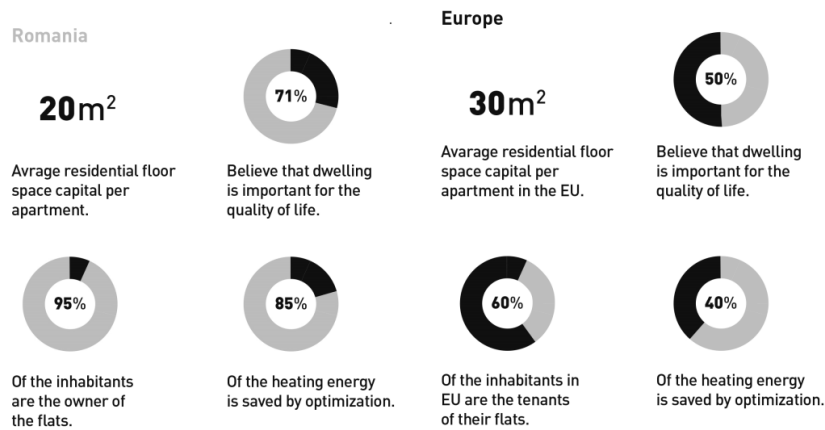 Romania
20m²
Avrage residential floor
space capital per
apartment.
71%
Believe that dwelling
is important for the
quality of life.
95%
Of the inhabitants
are the owner of
the flats.
85%
Of the heating energy
is saved by optimization.
Europe
30m²
Avarage residential floor
space capital per
apartment in the EU.
50%
Believe that dwelling
is important for the
quality of life.
60%
Of the inhabitants in
EU are the tenants
of their flats.
40%
Of the heating energy
is saved by optimization.